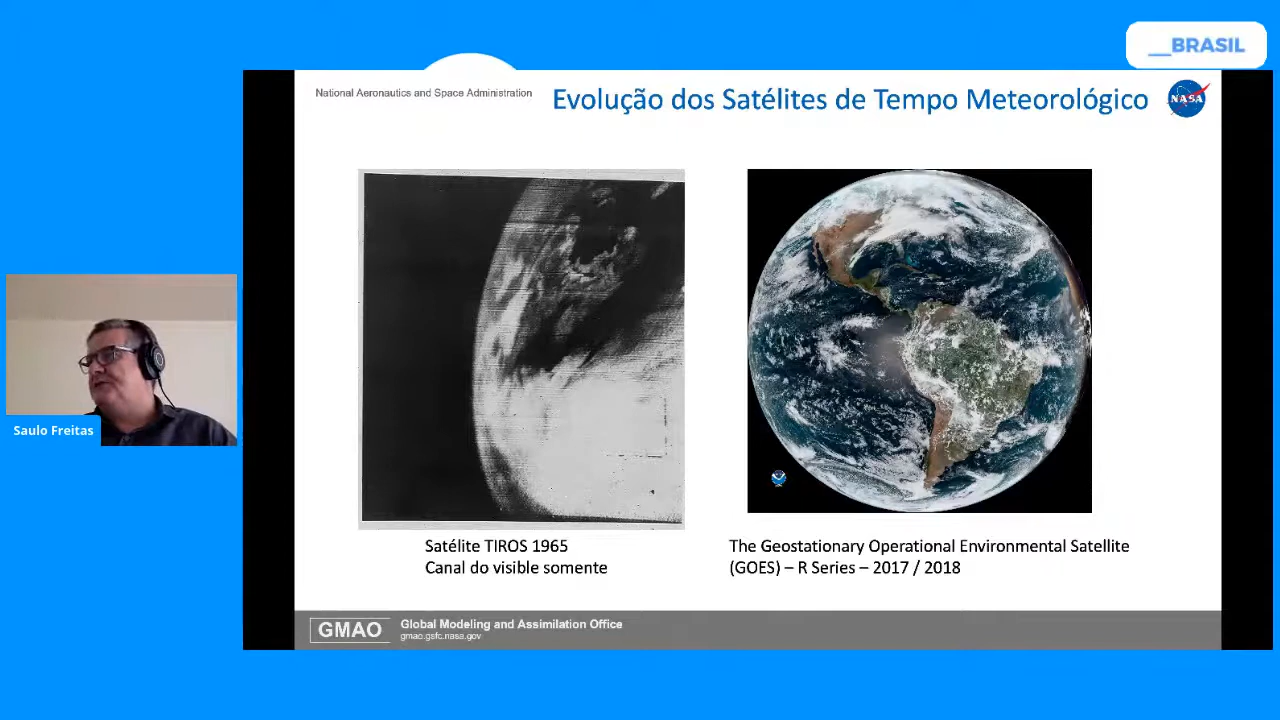 __BRASIL
National Aeronautics and Space Administration
Evolução dos Satélites de Tempo Meteorológico
NASA
Saulo Freitas
Satélite TIROS 1965
Canal do visible somente
The Geostationary Operational Environmental Satellite
(GOES) – R Series – 2017 / 2018
GMAO
Global Modeling and Assimilation Office
gmao.gsfc.nasa.gov